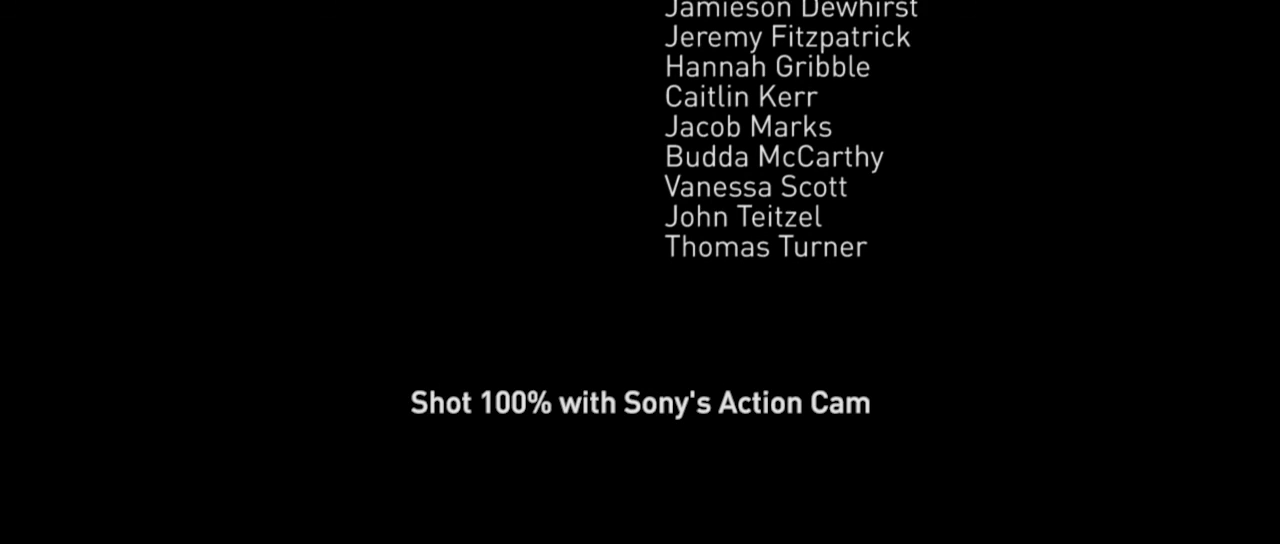 Jamieson Dewhirst
Jeremy Fitzpatrick
Hannah Gribble
Caitlin Kerr
Jacob Marks
Budda McCarthy
Vanessa Scott
John Teitzel
Thomas Turner
Shot 100% with Sony's Action Cam